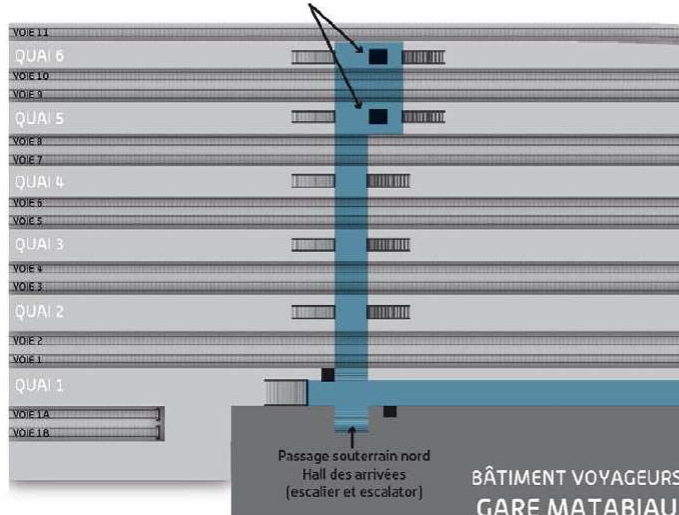 VOIE 11
QUAI 6
VOIE 10
VOIE 9
QUAI 5
VOIE 8
VOIE 7
QUAI 4
VOIE 6
VOIE 5
QUAI 3
VOIE 4
VOIE 3
QUAI 2
VOIE 2
VOIE 1
QUAI 1
VOIE 1A
VOIE 1B
Passage souterrain nord
Hall des arrivées
(escalier et escalator)
BÂTIMENT VOYAGEURS
GARE MATABIAU